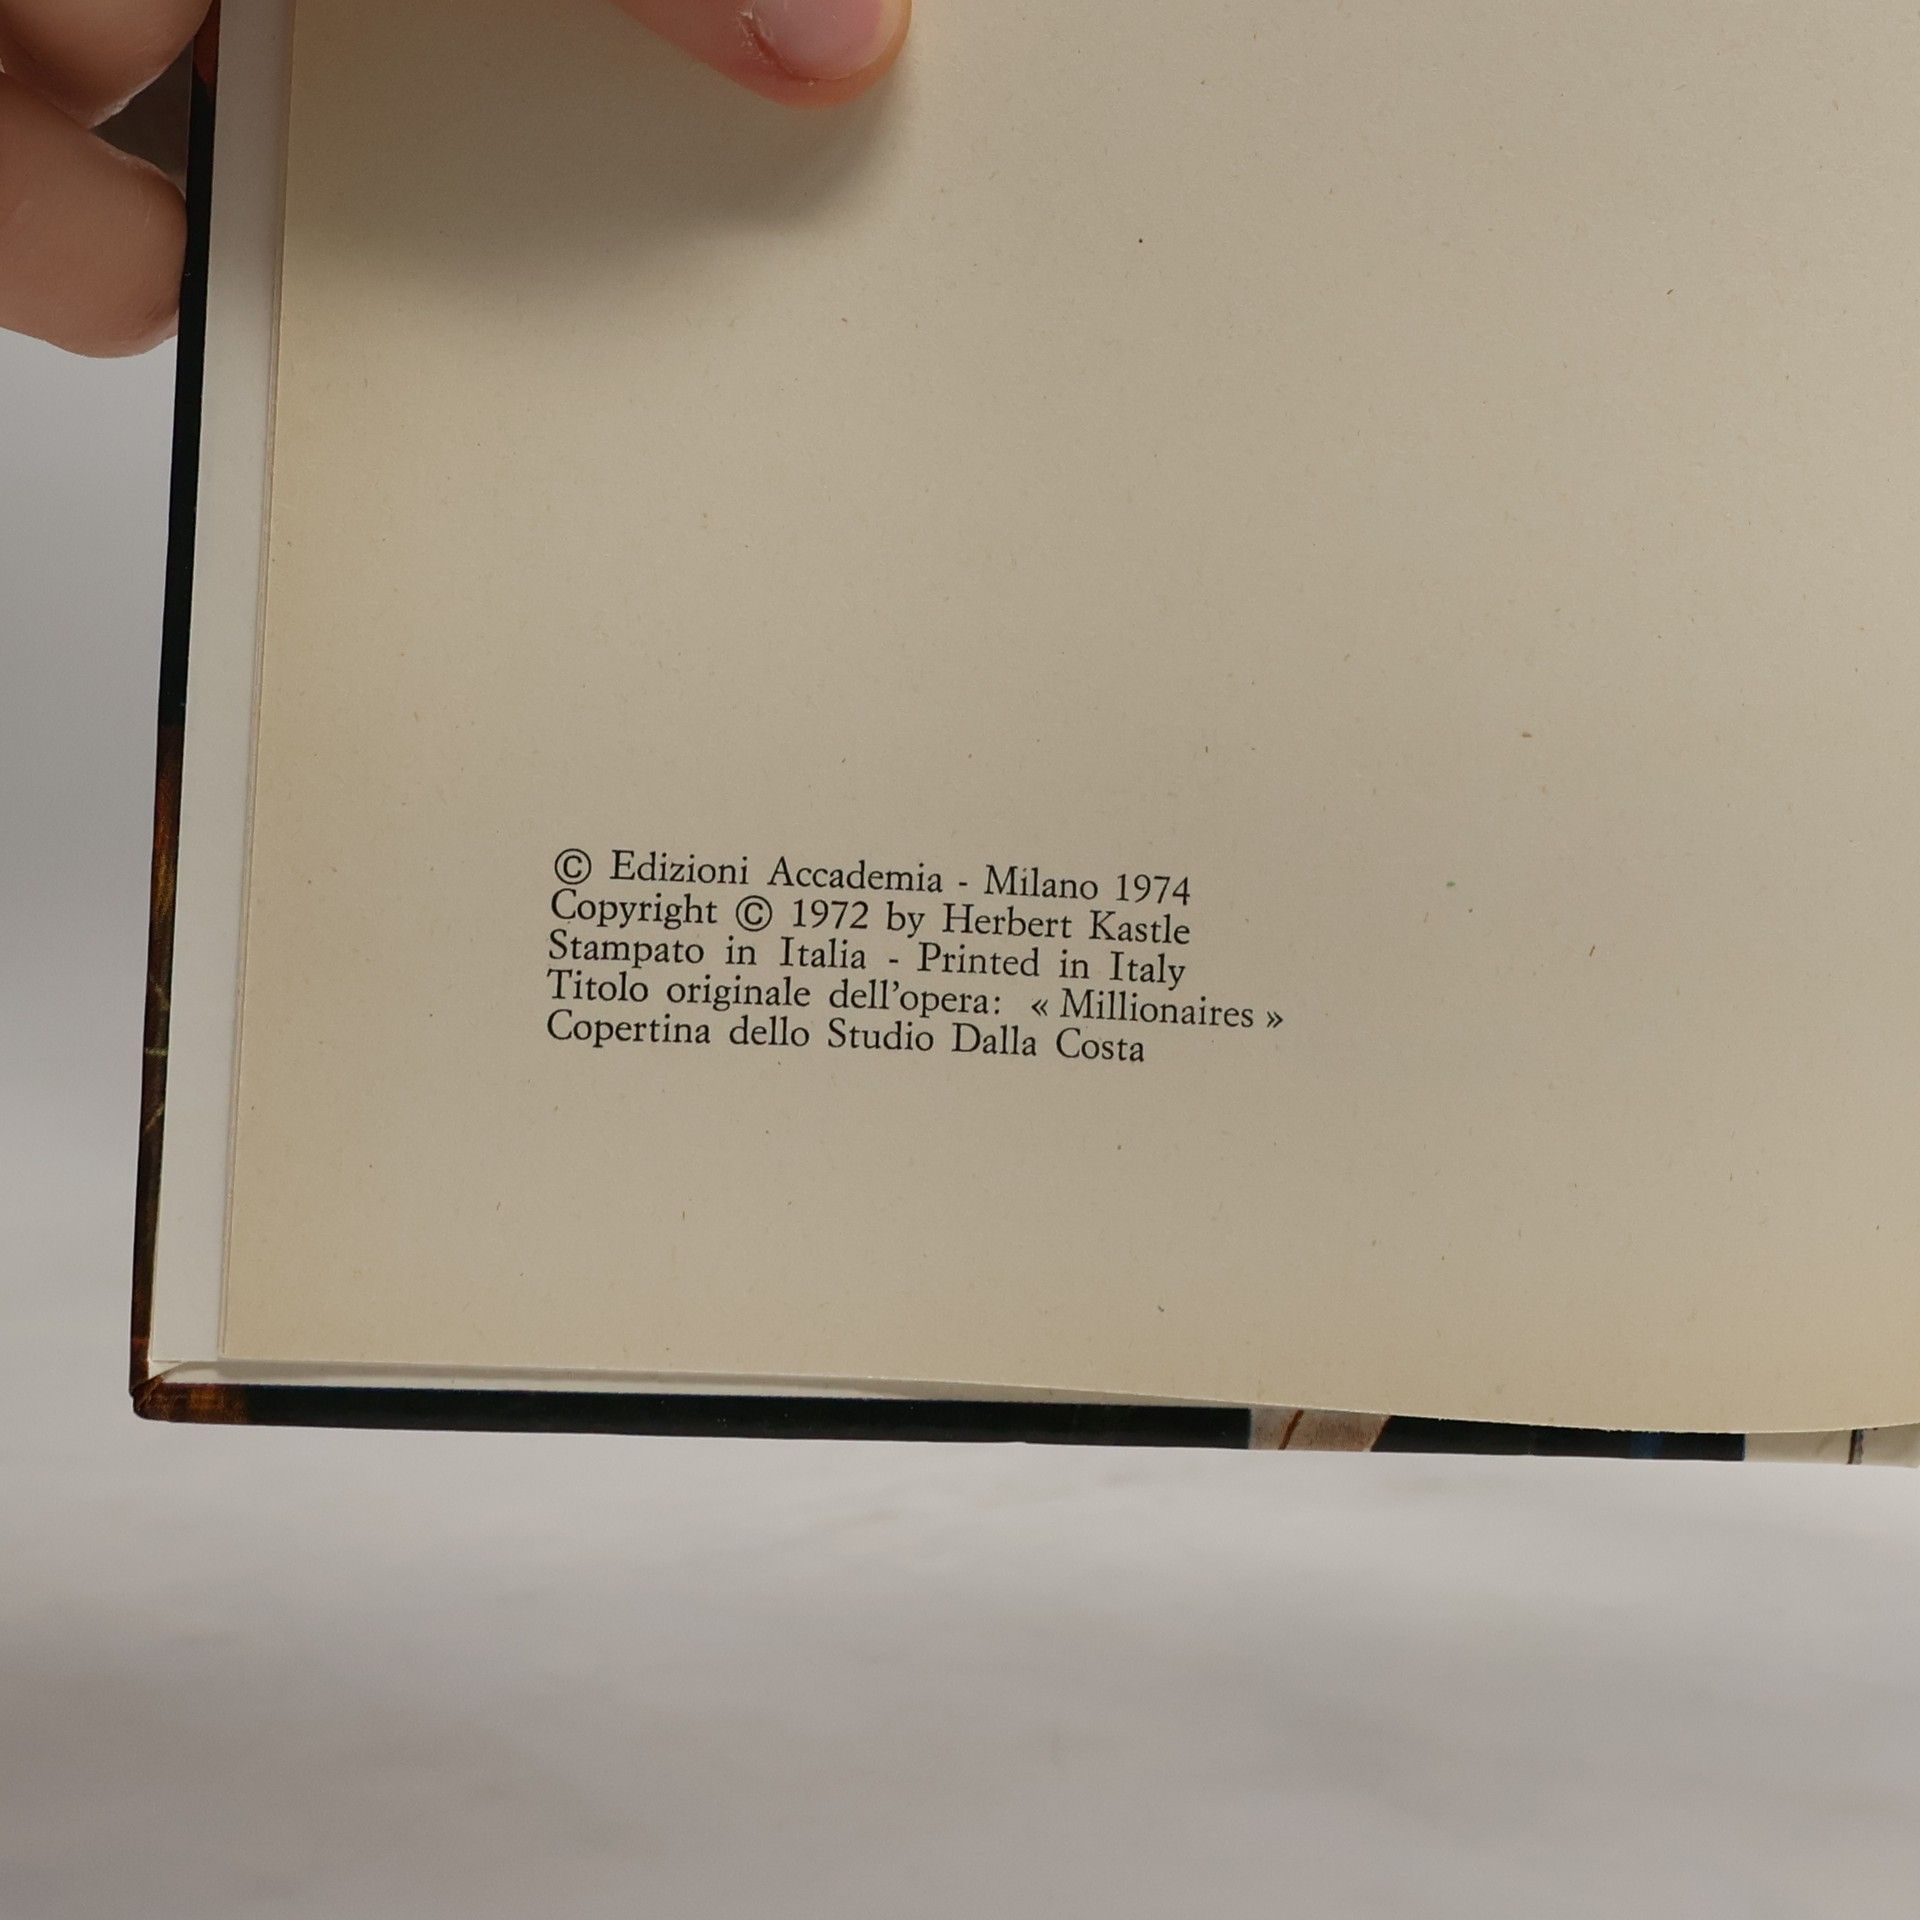 © Edizioni Accademia - Milano 1974
Copyright © 1972 by Herbert Kastle
Stampato in Italia - Printed in Italy
Titolo originale dell'opera: « Millionaires »
Copertina dello Studio Dalla Costa